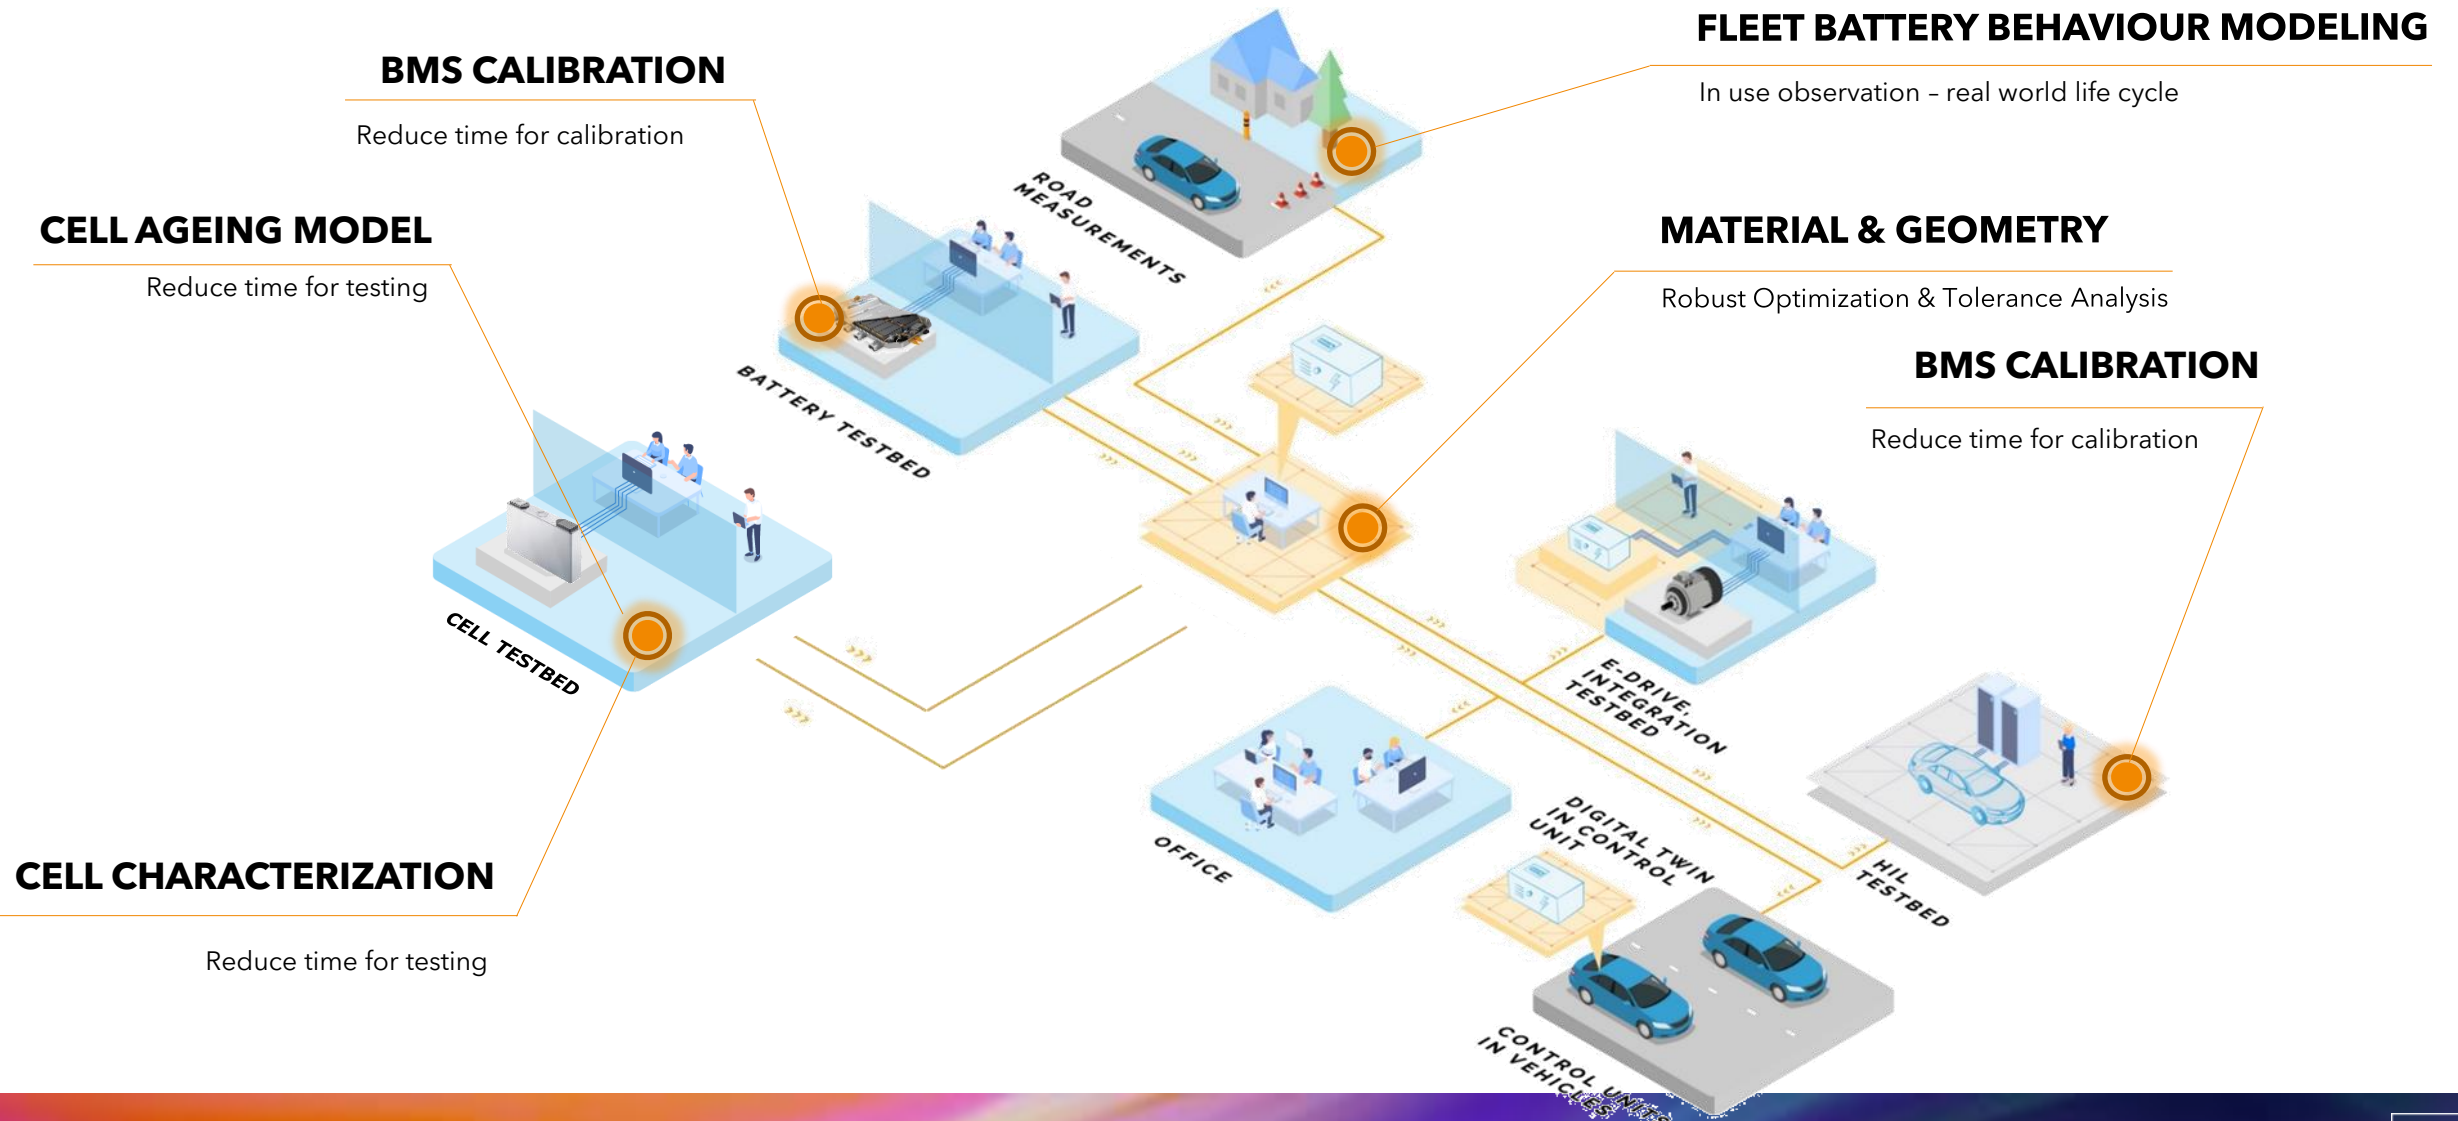 FLEET BATTERY BEHAVIOUR MODELING
In use observation – real world life cycle
BMS CALIBRATION
Reduce time for calibration
CELL AGEING MODEL
Reduce time for testing
MATERIAL & GEOMETRY
Robust Optimization & Tolerance Analysis
BMS CALIBRATION
Reduce time for calibration
ROAD
MEASUREMENTS
BATTERY TESTBED
CELL TESTBED
E-DRIVE,
INTEGRATION
TESTBED
OFFICE
DIGITAL TWIN
IN CONTROL
UNIT
HIL
TESTBED
CELL CHARACTERIZATION
Reduce time for testing
CONTROL UNITS
IN VEHICLES